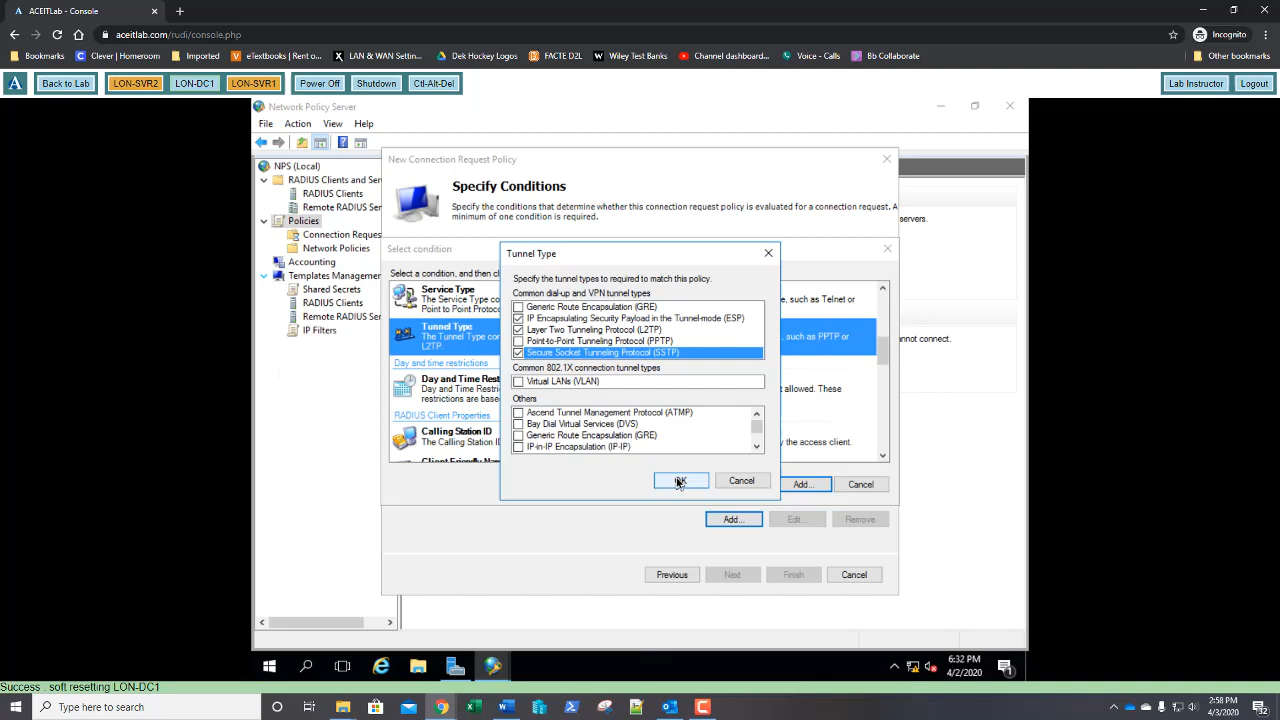 ACEITLab - Console
aceitlab.com/rudi/console.php
Incognito
Bookmarks
Clever | Homeroom
Imported
eTextbooks | Rent o...
LAN & WAN Settin...
Dek Hockey Logos
FACTE D2L
Wiley Test Banks
Channel dashboard...
Voice - Calls
Bb Collaborate
Other bookmarks
A
Back to Lab
LON-SVR2
LON-DC1
LON-SVR1
Power Off
Shutdown
Ctl-Alt-Del
Lab Instructor
Logout
Network Policy Server
File
Action
View
Help
NPS (Local)
RADIUS Clients and Ser
RADIUS Clients
Remote RADIUS Ser
Policies
Connection Reques
Network Policies
Accounting
Templates Manageme
Shared Secrets
RADIUS Clients
Remote RADIUS Ser
IP Filters
servers.
annot connect.
New Connection Request Policy
Specify Conditions
Specify the conditions that determine whether this connection request policy is evaluated for a connection request. A
minimum of one condition is required.
Select condition
Select a condition, and then cl
Service Type
The Service Type co
Point to Point Protocol
se, such as Telnet or
Tunnel Type
The Tunnel Type con
L2TP.
, such as PPTP or
Day and time restrictions
Day and Time Rest
Day and Time Restric
restrictions are based
allowed. These
RADIUS Client Properties
Calling Station ID
The Calling Station ID
y the access client.
Client Friendly Nam
Add...
Cancel
Add...
Edit...
Remove
Previous
Next
Finish
Cancel
Tunnel Type
Specify the tunnel types to required to match this policy.
Common dial-up and VPN tunnel types
Generic Route Encapsulation (GRE)
IP Encapsulating Security Payload in the Tunnel-mode (ESP)
Layer Two Tunneling Protocol (L2TP)
Point-to-Point Tunneling Protocol (PPTP)
Secure Socket Tunneling Protocol (SSTP)
Common 802.1X connection tunnel types
Virtual LANs (VLAN)
Others
Ascend Tunnel Management Protocol (ATMP)
Bay Dial Virtual Services (DVS)
Generic Route Encapsulation (GRE)
IP-in-IP Encapsulation (IP-IP)
OK
Cancel
6:32 PM
4/2/2020
Success . soft resetting LON-DC1
Type here to search
2:58 PM
4/3/2020